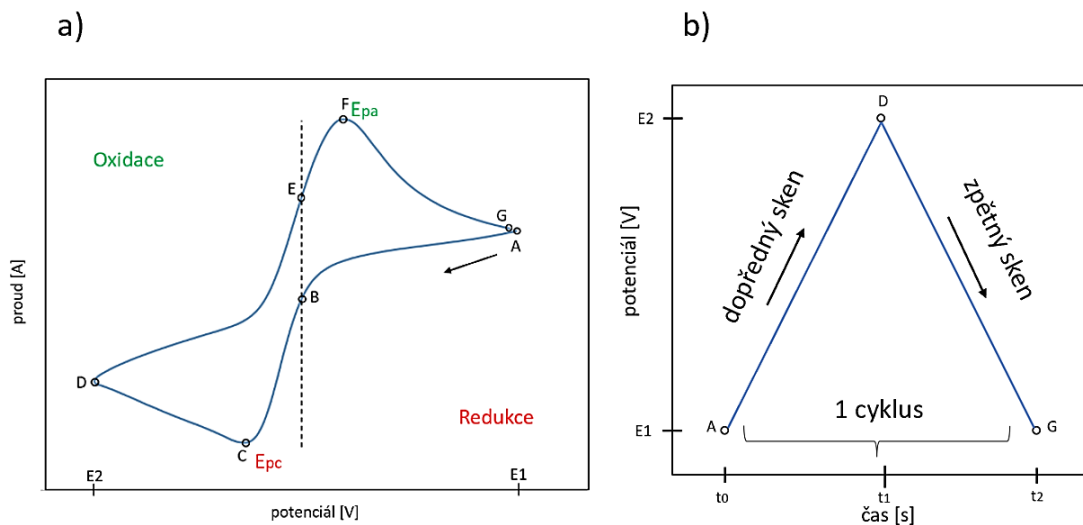 a)
Oxidace
F
Epa
E
G
A
B
D
C
Epc
Redukce
E2
E1
proud [A]
potenciál [V]
b)
D
E2
potenciál [V]
dopředný sken
zpětný sken
1 cyklus
E1
A
G
t0
t1
t2
čas [s]